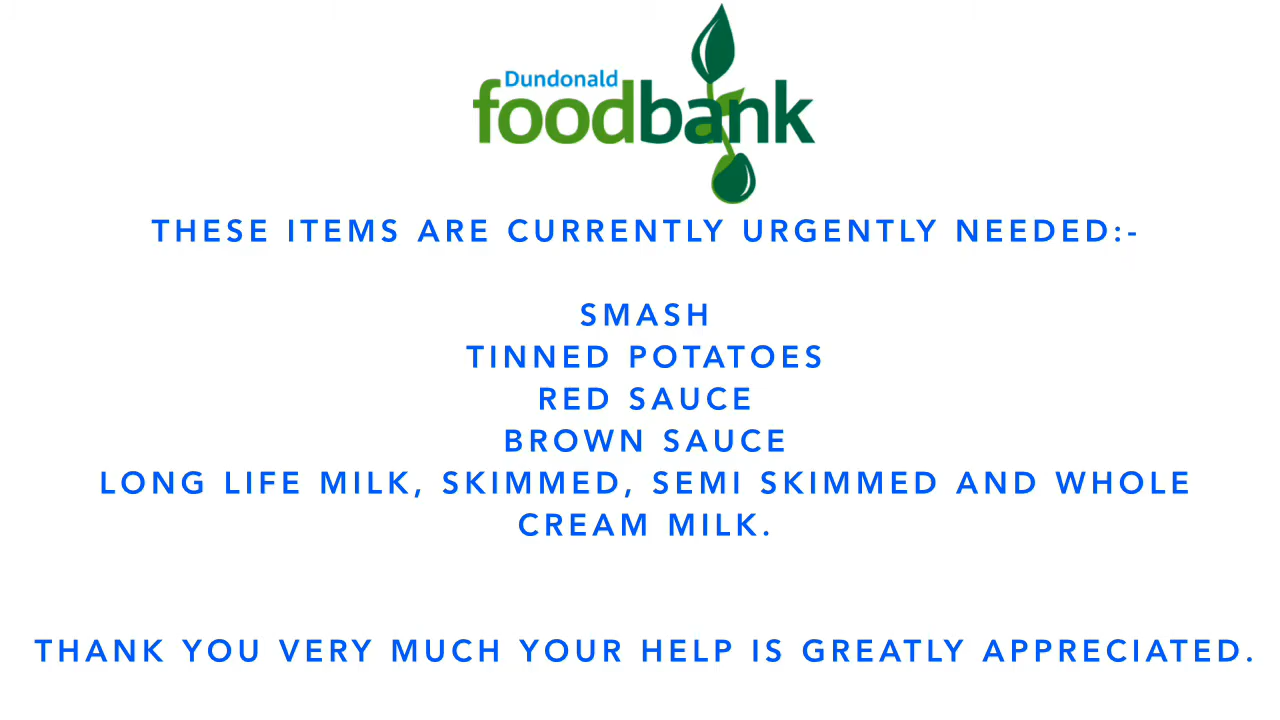 Dundonald
foodbank
THESE ITEMS ARE CURRENTLY URGENTLY NEEDED:-
SMASH
TINNED POTATOES
RED SAUCE
BROWN SAUCE
LONG LIFE MILK, SKIMMED, SEMI SKIMMED AND WHOLE
CREAM MILK.
THANK YOU VERY MUCH YOUR HELP IS GREATLY APPRECIATED.